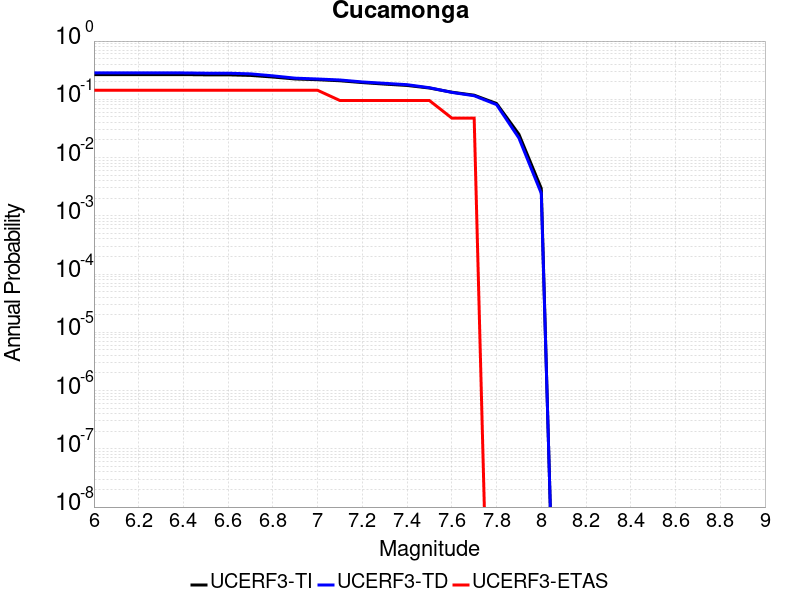 Cucamonga
10^0
10^-1
10^-2
10^-3
10^-4
10^-5
10^-6
10^-7
10^-8
Annual Probability
6 6.2 6.4 6.6 6.8 7 7.2 7.4 7.6 7.8 8 8.2 8.4 8.6 8.8 9
Magnitude
UCERF3-TI UCERF3-TD UCERF3-ETAS